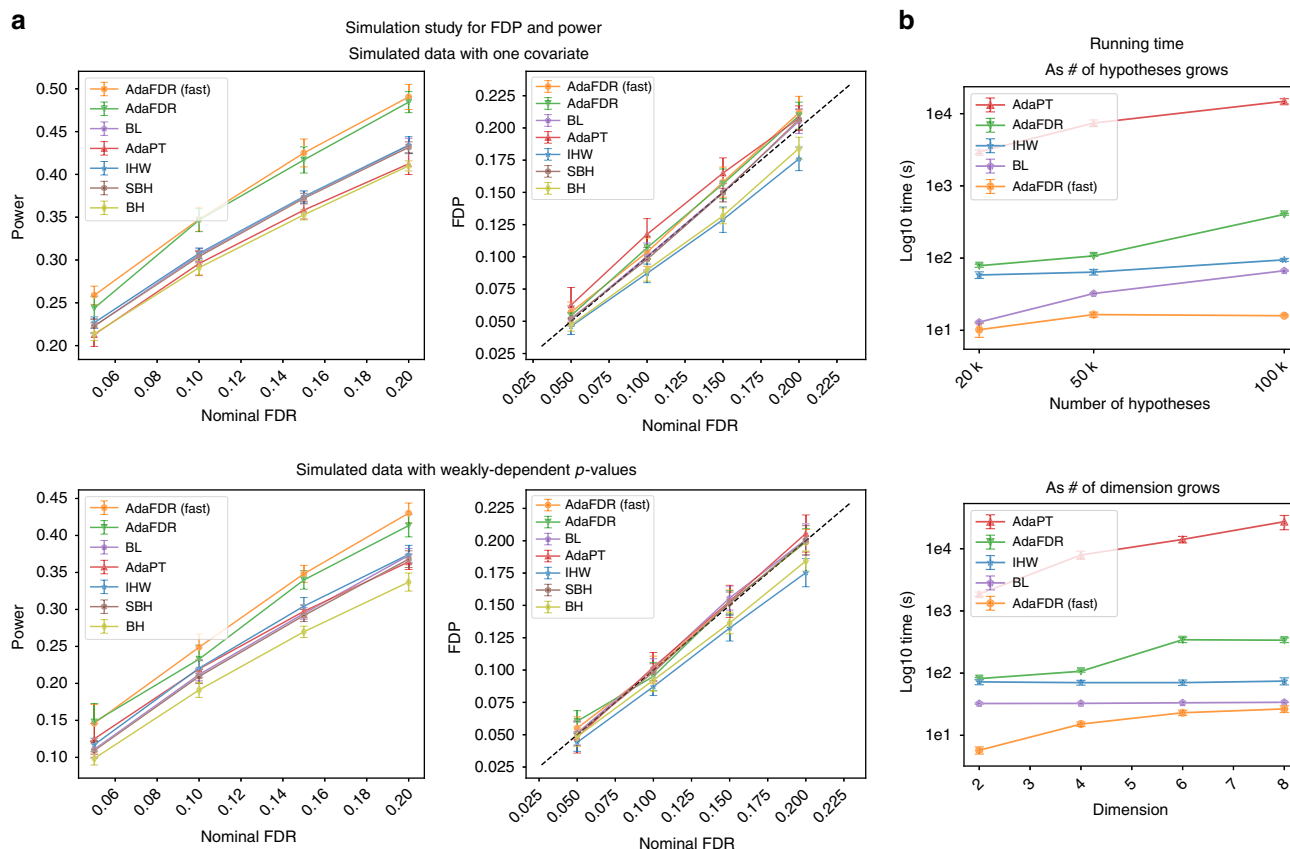 a
Simulation study for FDP and power
Simulated data with one covariate
Power
0.50
0.45
0.40
0.35
0.30
0.25
0.20
AdaFDR (fast)
AdaFDR
BL
AdaPT
IHW
SBH
BH
0.06
0.08
0.10
0.12
0.14
0.16
0.18
0.20
Nominal FDR
FDP
0.225
0.200
0.175
0.150
0.125
0.100
0.075
0.050
0.025
AdaFDR (fast)
AdaFDR
BL
AdaPT
IHW
SBH
BH
0.025
0.050
0.075
0.100
0.125
0.150
0.175
0.200
0.225
Nominal FDR
Simulated data with weakly-dependent p-values
Power
0.45
0.40
0.35
0.30
0.25
0.20
0.15
0.10
AdaFDR (fast)
AdaFDR
BL
AdaPT
IHW
SBH
BH
0.06
0.08
0.10
0.12
0.14
0.16
0.18
0.20
Nominal FDR
FDP
0.225
0.200
0.175
0.150
0.125
0.100
0.075
0.050
0.025
AdaFDR (fast)
AdaFDR
BL
AdaPT
IHW
SBH
BH
0.025
0.050
0.075
0.100
0.125
0.150
0.175
0.200
0.225
Nominal FDR
b
Running time
As # of hypotheses grows
Log10 time (s)
1e4
1e3
1e2
1e1
AdaPT
AdaFDR
IHW
BL
AdaFDR (fast)
20 k
50 k
100 k
Number of hypotheses
As # of dimension grows
Log10 time (s)
1e4
1e3
1e2
1e1
AdaPT
AdaFDR
IHW
BL
AdaFDR (fast)
2
3
4
5
6
7
8
Dimension